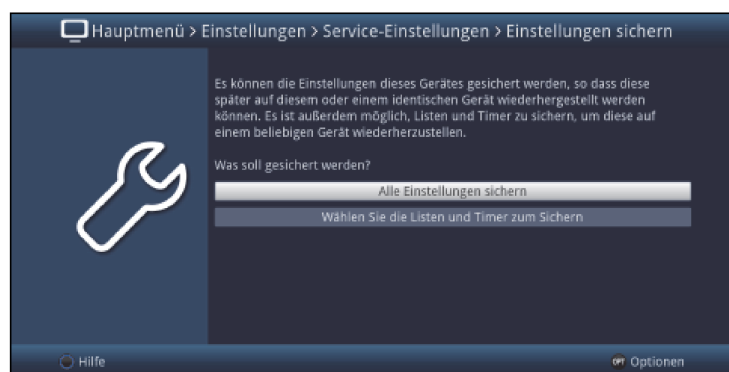 Hauptmenü > Einstellungen > Service-Einstellungen > Einstellungen sichern
Es können die Einstellungen dieses Gerätes gesichert werden, so dass diese
später auf diesem oder einem identischen Gerät wiederhergestellt werden
können. Es ist außerdem möglich, Listen und Timer zu sichern, um diese auf
einem beliebigen Gerät wiederherzustellen.
Was soll gesichert werden?
Alle Einstellungen sichern
Wählen Sie die Listen und Timer zum Sichern
Hilfe
OPT Optionen